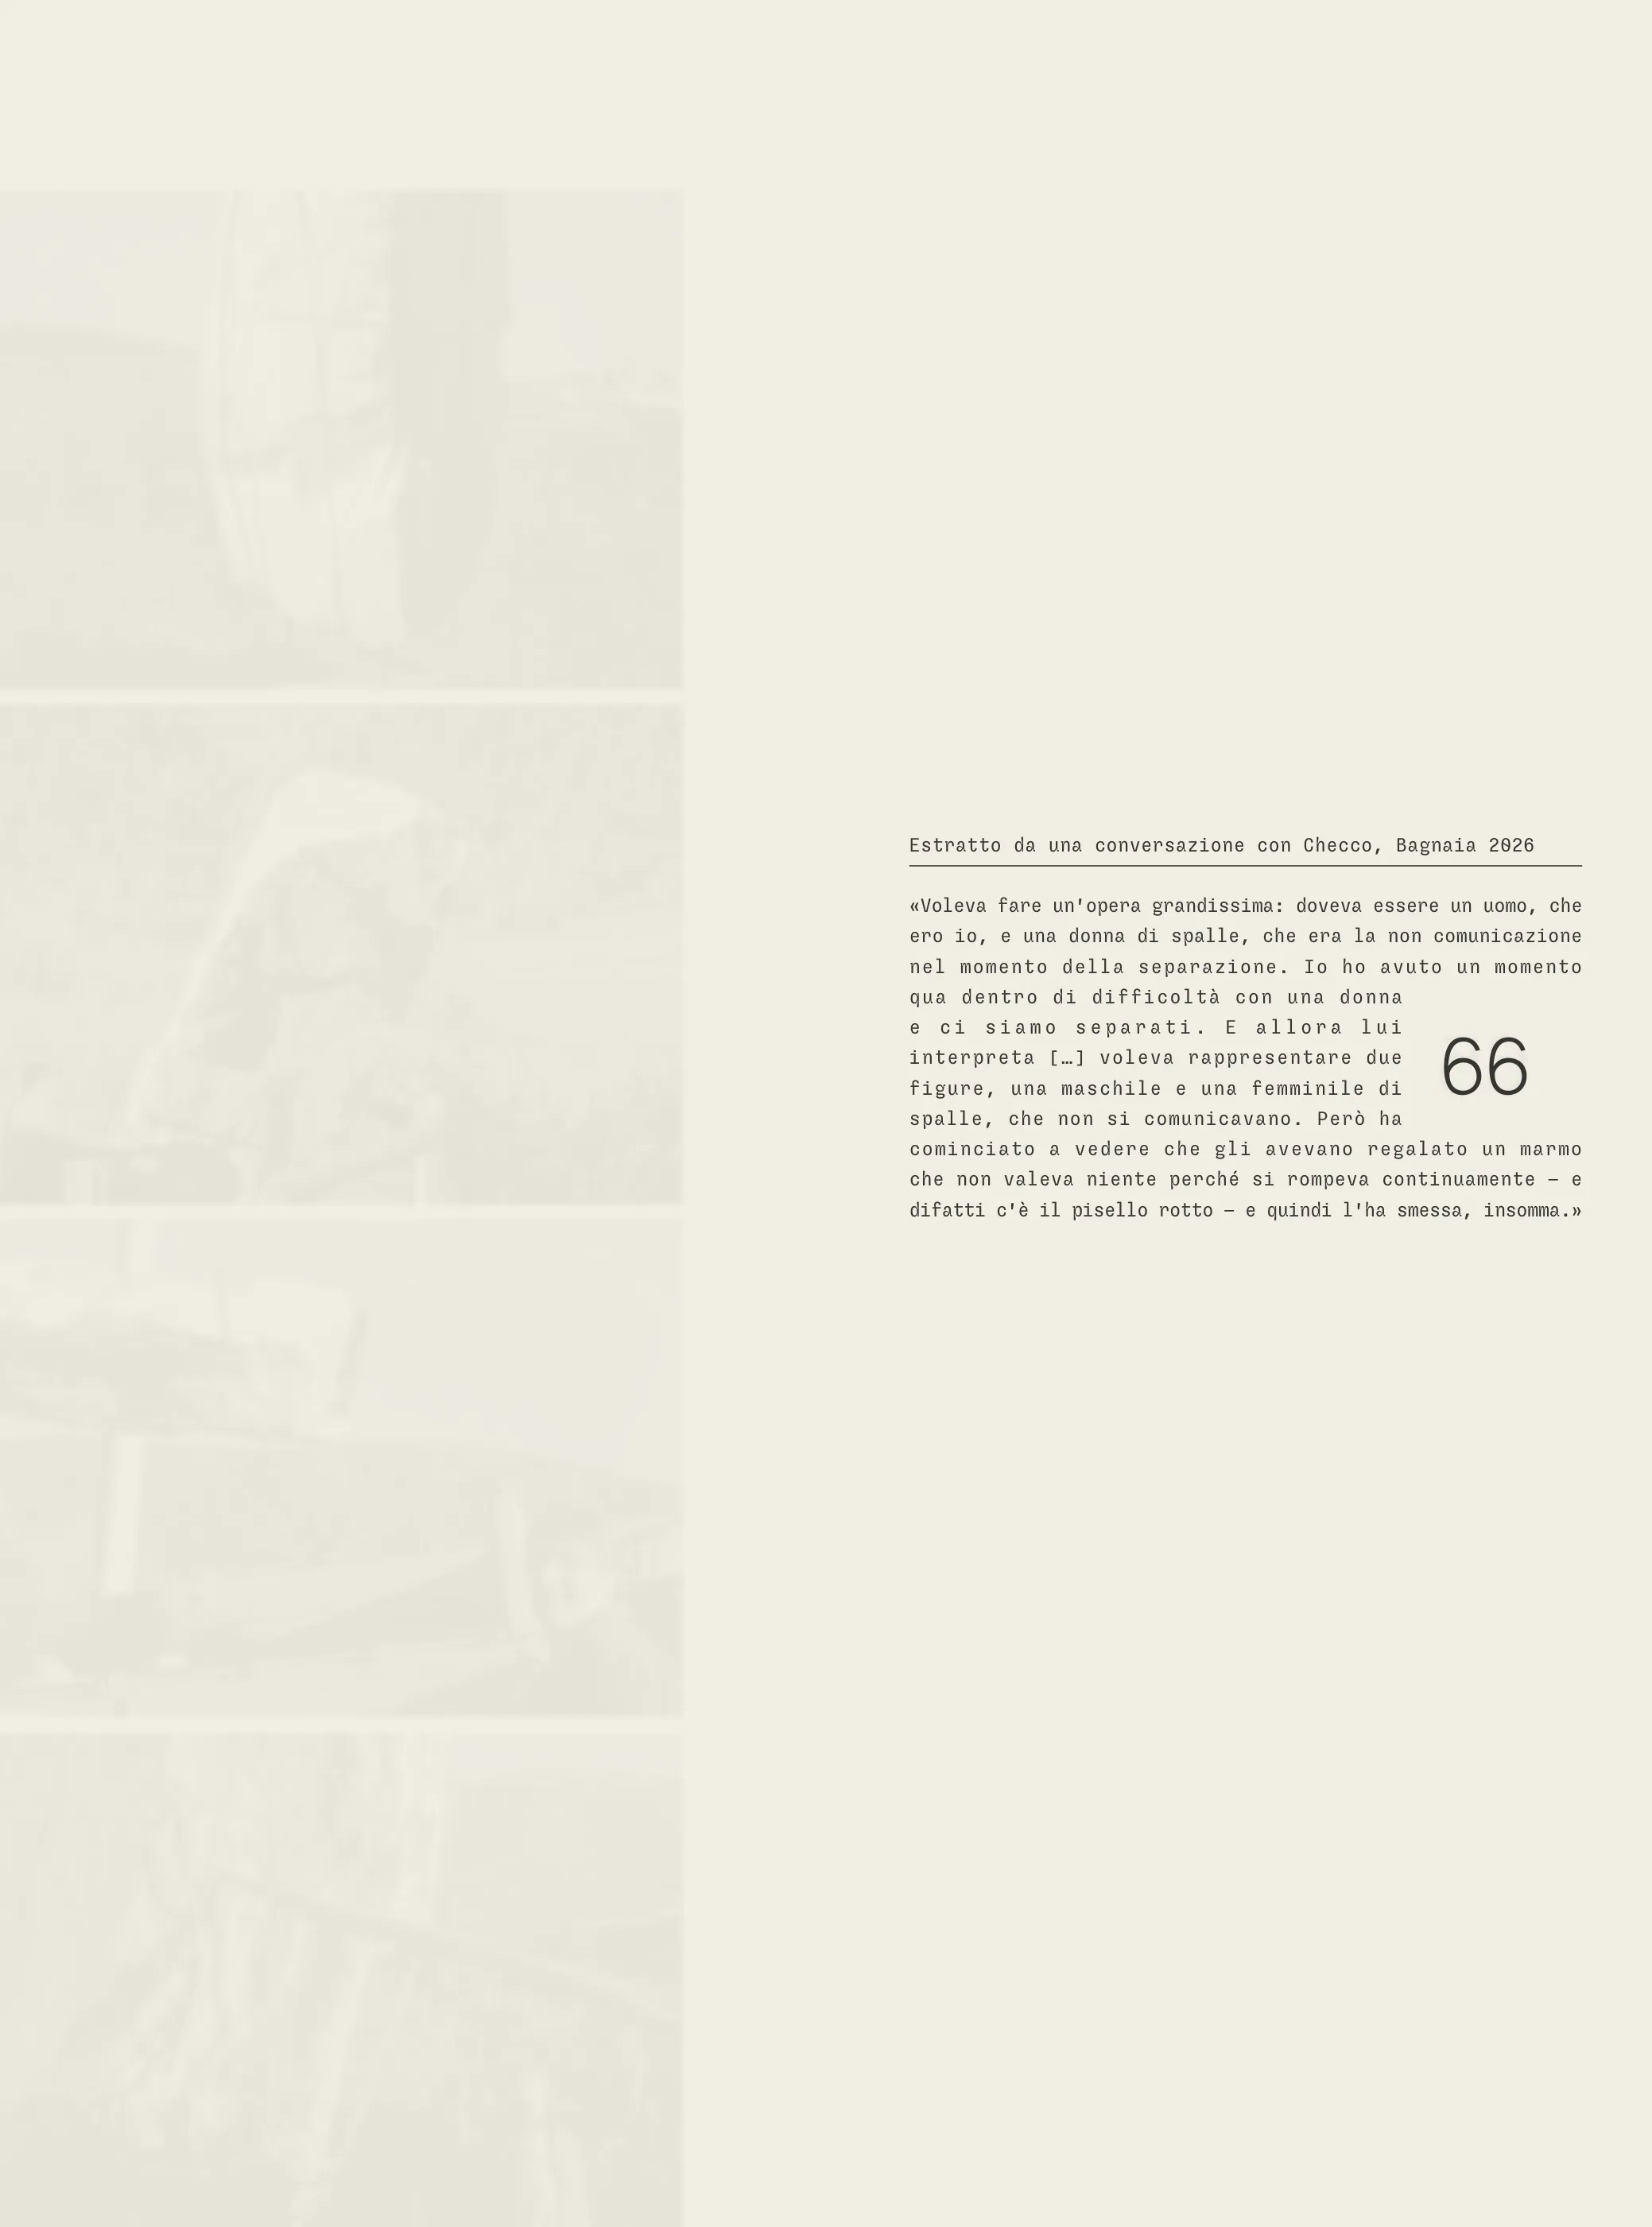 Estratto da una conversazione con Checco, Bagnaia 2026
«Voleva fare un'opera grandissima: doveva essere un uomo, che
ero io, e una donna di spalle, che era la non comunicazione
nel momento della separazione. Io ho avuto un momento
qua dentro di difficoltà con una donna
e ci siamo separati. E allora lui
interpreta […] voleva rappresentare due
figure, una maschile e una femminile di
spalle, che non si comunicavano. Però ha
cominciato a vedere che gli avevano regalato un marmo
che non valeva niente perché si rompeva continuamente – e
difatti c'è il pisello rotto – e quindi l'ha smessa, insomma.»
66